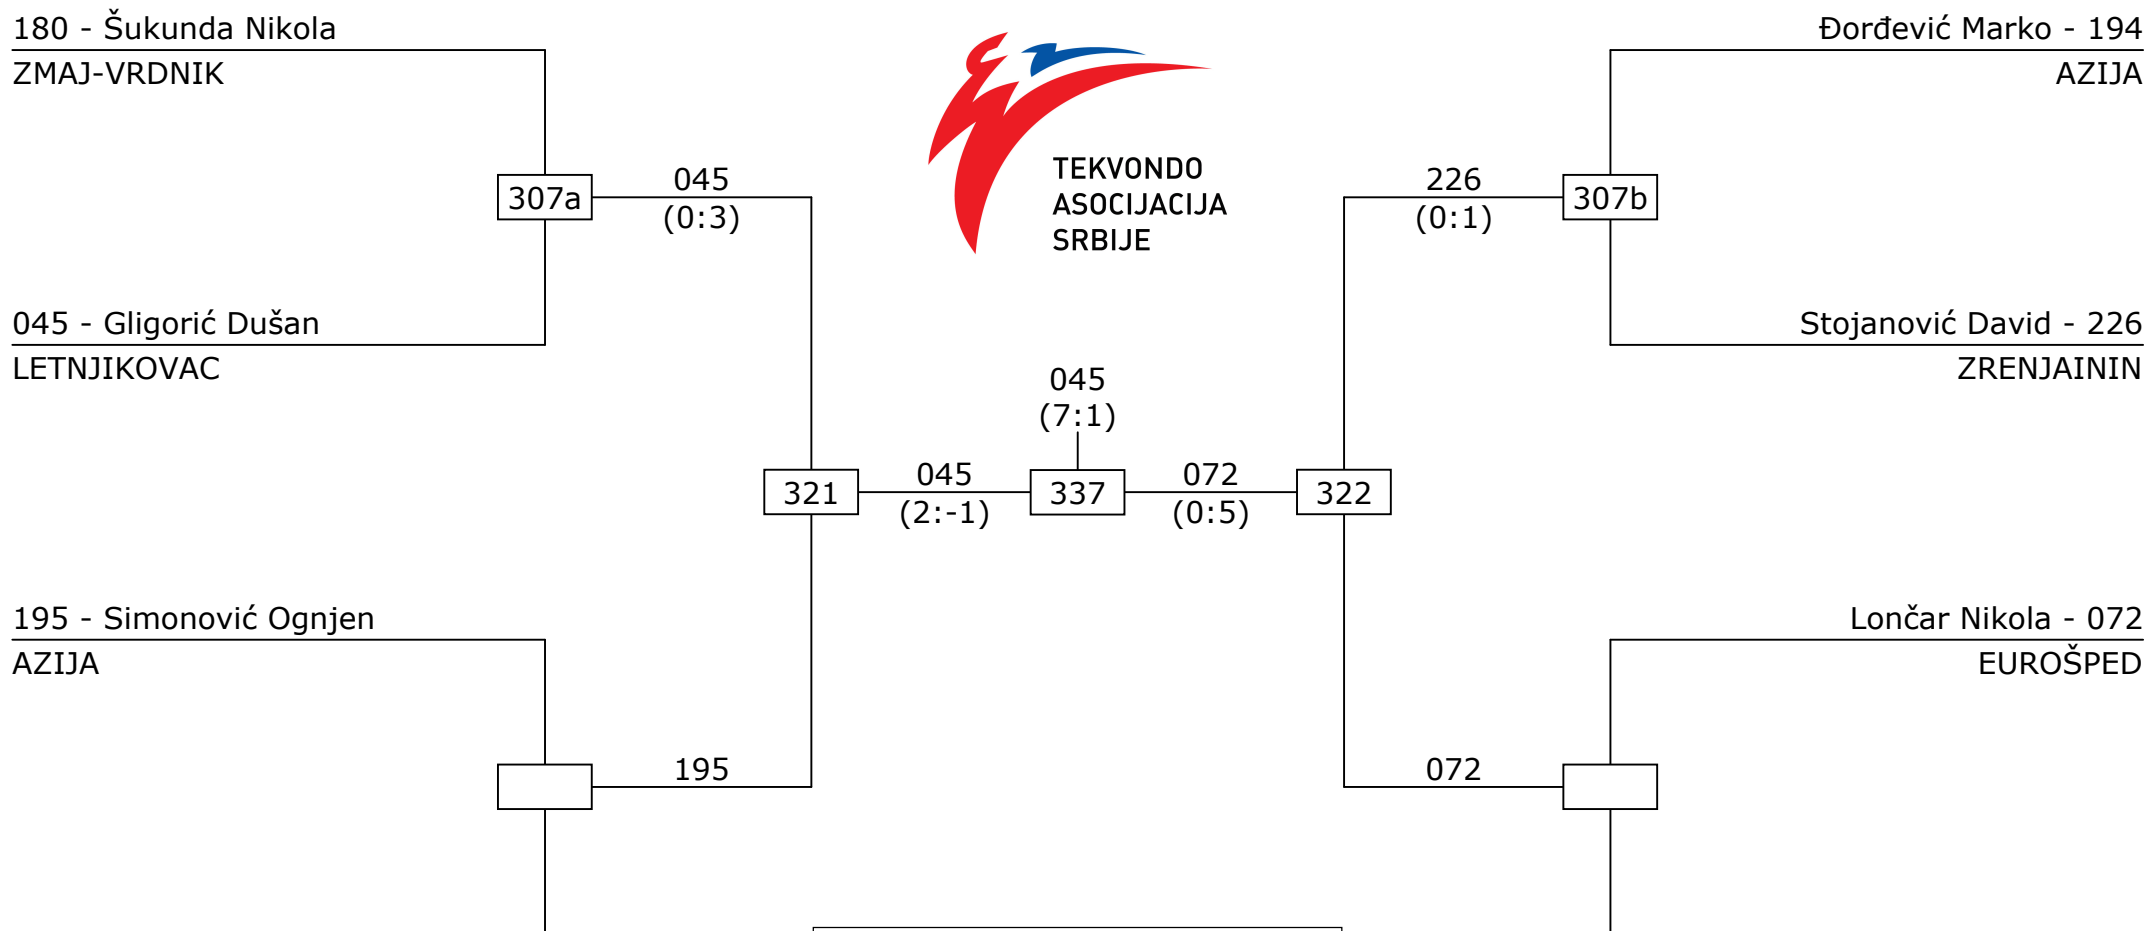 180 - Šukunda Nikola
ZMAJ-VRDNIK
Đorđević Marko - 194
AZIJA
TEKVONDO
ASOCIJACIJA
SRBIJE
307a
045
(0:3)
226
(0:1)
307b
045 - Gligorić Dušan
LETNJIKOVAC
Stojanović David - 226
ZRENJAININ
045
(7:1)
321
045
(2:-1)
337
072
(0:5)
322
195 - Simonović Ognjen
AZIJA
Lončar Nikola - 072
EUROŠPED
195
072